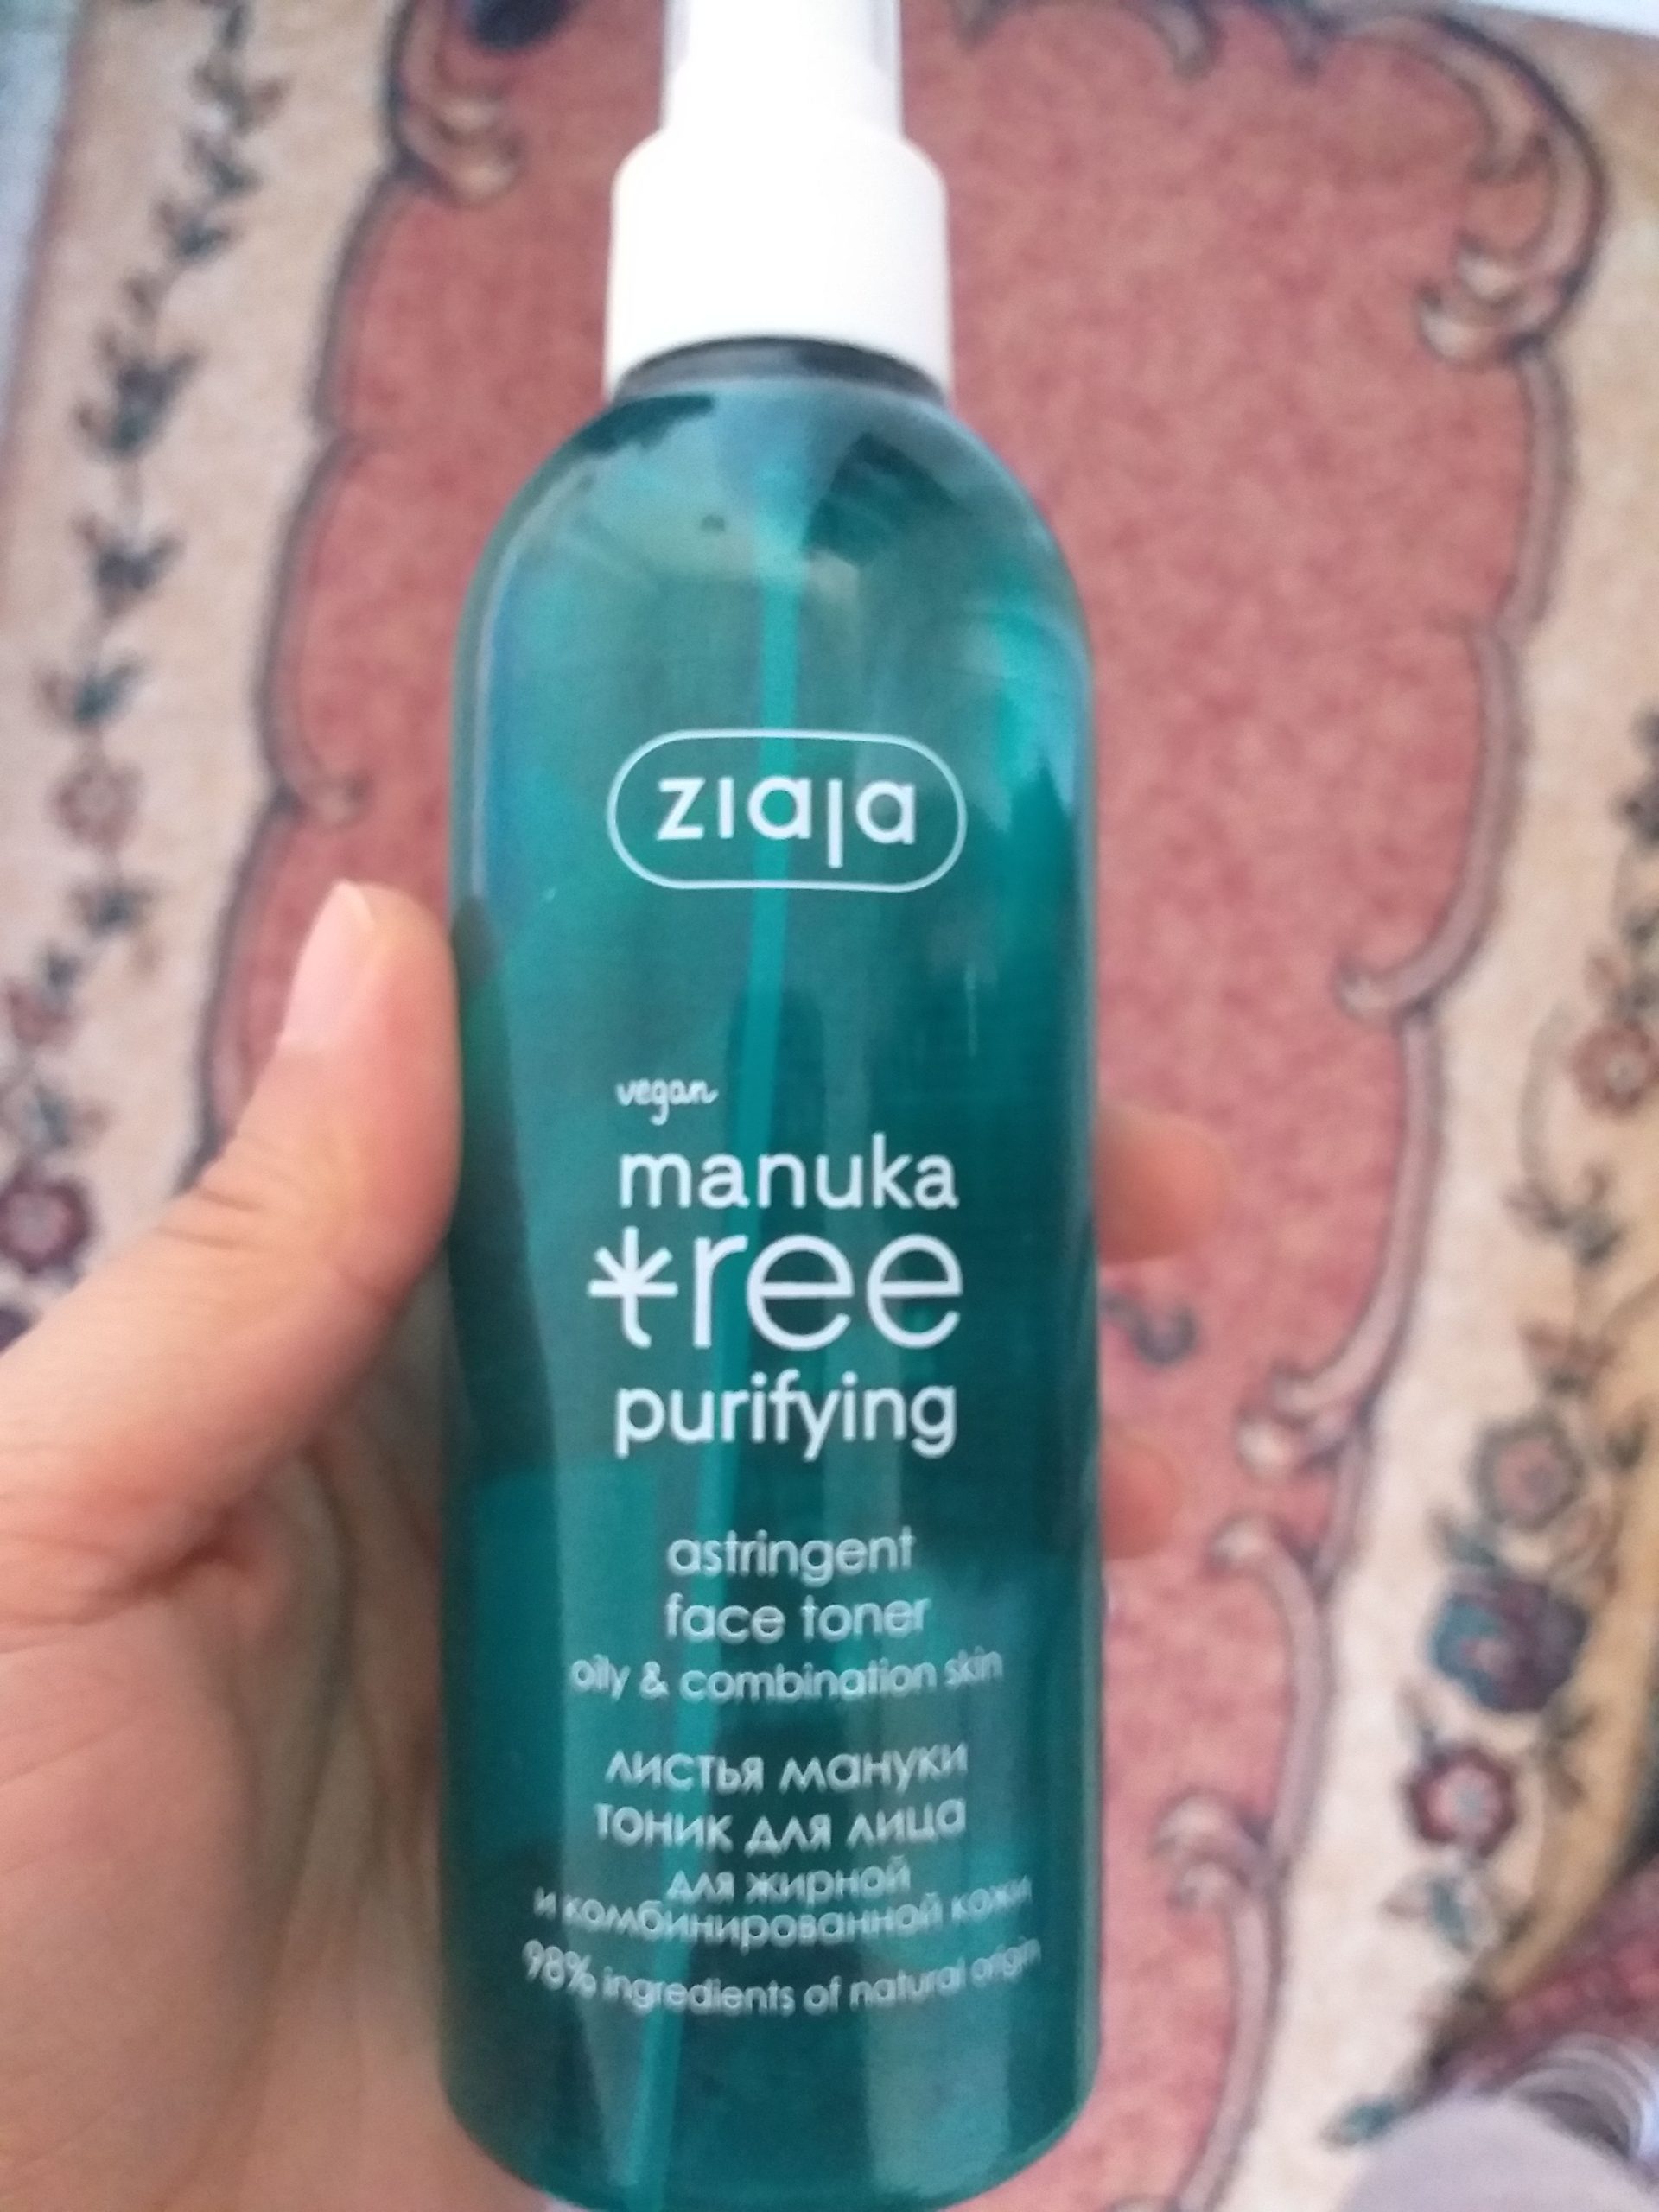 ziaja
vegan
manuka
tree
purifying
astringent
face toner
oily & combination skin
листья мануки
тоник для лица
для жирной
и комбинированной кожи
98% ingredients of natural origin